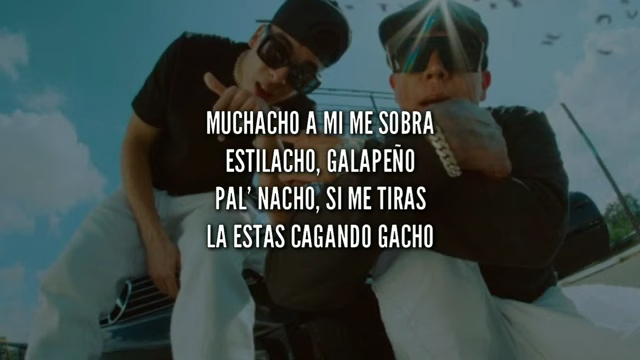 MUCHACHO A MI ME SOBRA
ESTILACHO, GALAPEÑO
PAL' NACHO, SI ME TIRAS
LA ESTAS CAGANDO GACHO